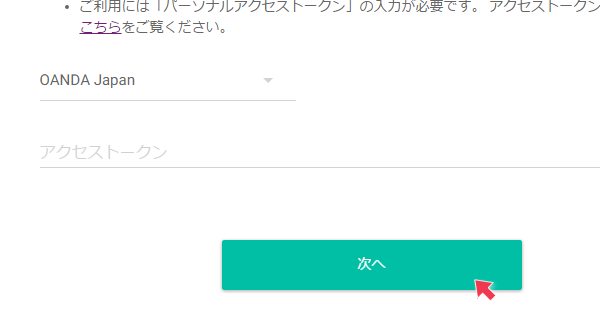 ご利用には「パーソナルアクセストークン」の入力が必要です。 アクセストークン
こちらをご覧ください。
OANDA Japan
アクセストークン
次へ